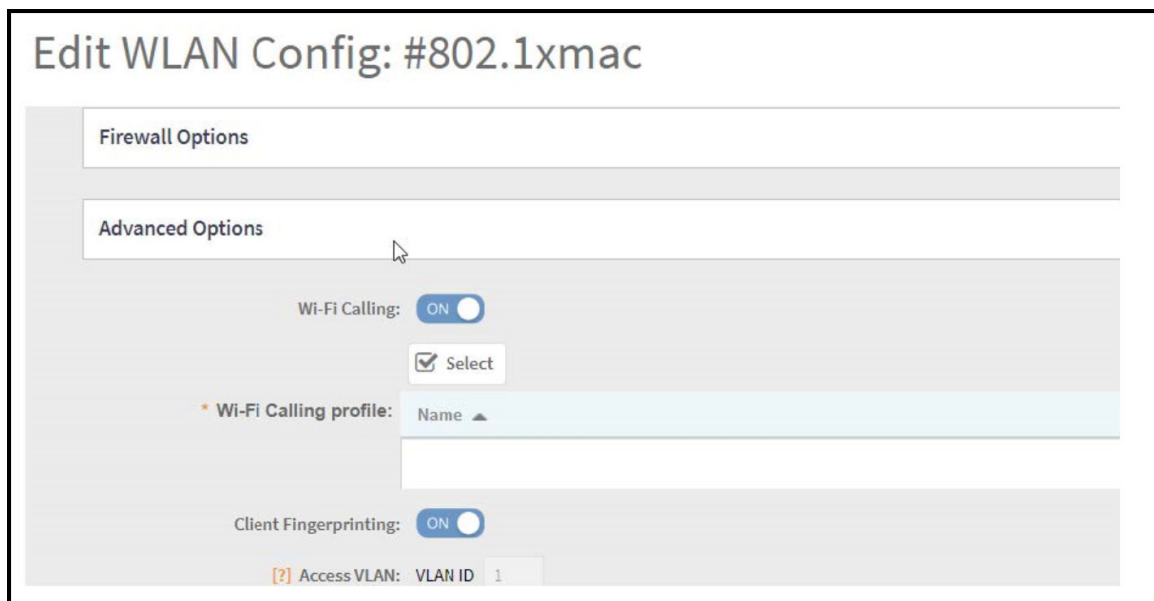 Edit WLAN Config: #802.1xmac
Firewall Options
Advanced Options
Wi-Fi Calling: ON
Select
* Wi-Fi Calling profile: Name
Client Fingerprinting: ON
[?] Access VLAN: VLAN ID 1